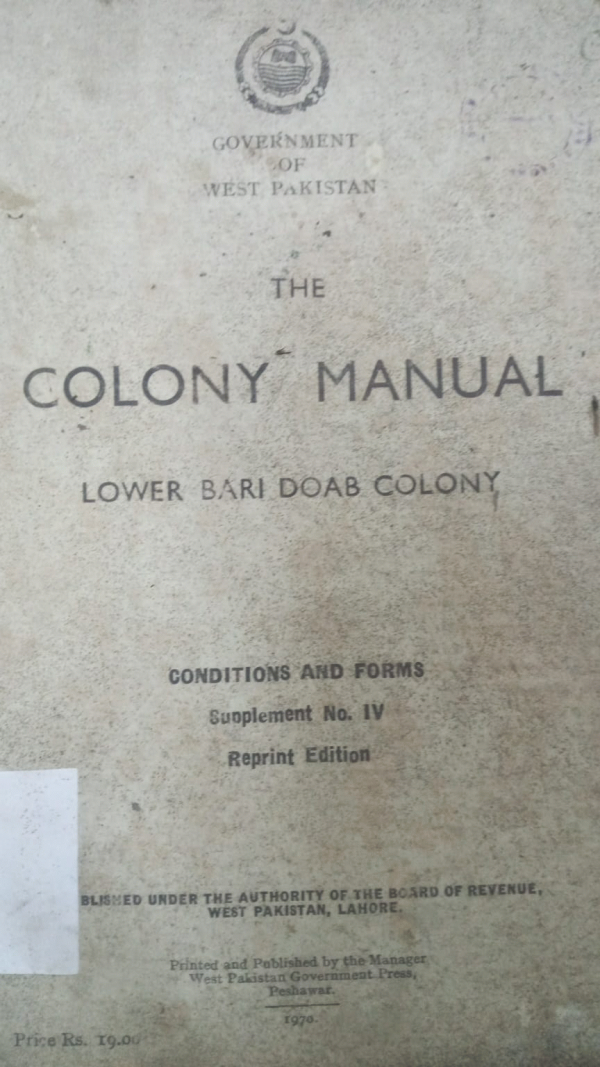 GOVERNMENT
OF
WEST PAKISTAN
THE
COLONY MANUAL
LOWER BARI DOAB COLONY
CONDITIONS AND FORMS
Supplement No. IV
Reprint Edition
BLISHED UNDER THE AUTHORITY OF THE BOARD OF REVENUE,
WEST PAKISTAN, LAHORE.
Printed and Published by the Manager
West Pakistan Government Press,
Peshawar.
1970.
Price Rs. 19.00